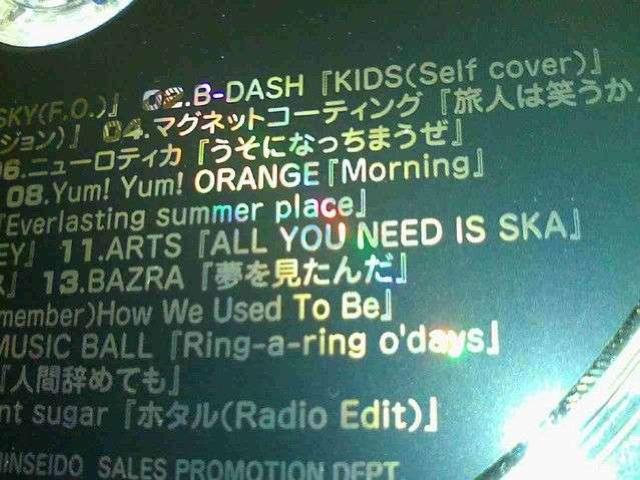 SKY(F.O.)』 02.B-DASH『KIDS(Self cover)』
ジョン)』 04.マグネットコーティング『旅人は笑うか
06.ニューロティカ『うそになっちまうぜ』
08.Yum! Yum! ORANGE『Morning』
『Everlasting summer place』
EY』 11.ARTS『ALL YOU NEED IS SKA』
』 13.BAZRA『夢を見たんだ』
member)How We Used To Be』
MUSIC BALL『Ring-a-ring o'days』
『人間辞めても』
nt sugar『ホタル(Radio Edit)』
HINSEIDO SALES PROMOTION DEPT